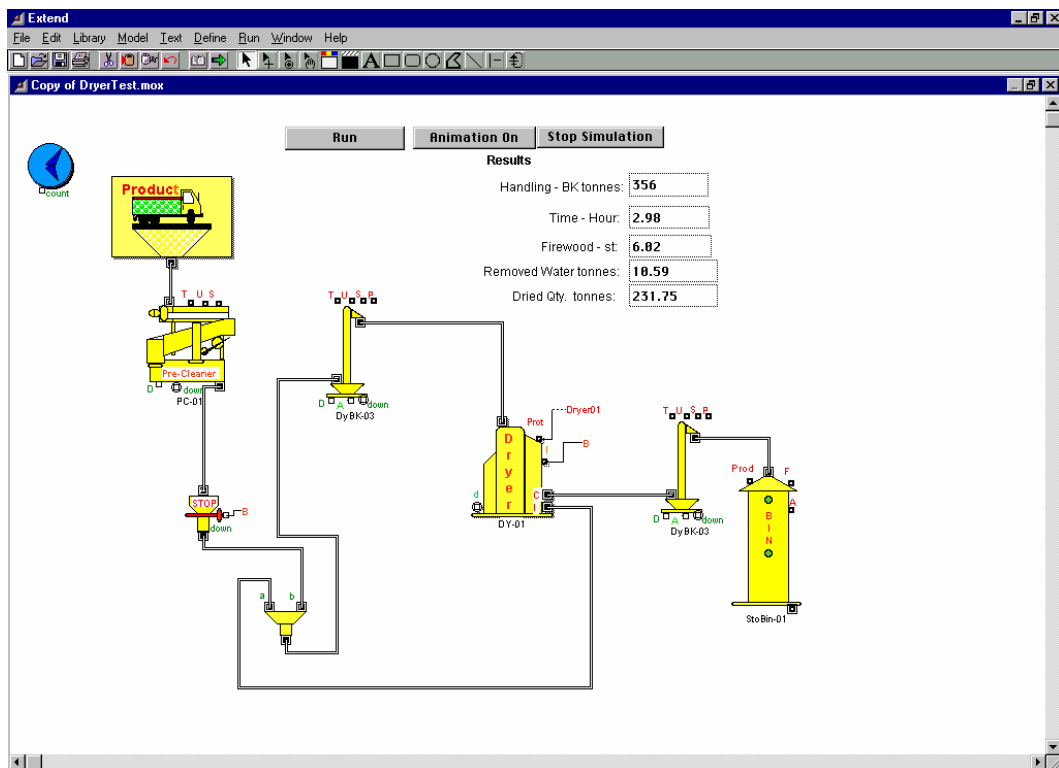 Extend
File Edit Library Model Text Define Run Window Help
Copy of DryerTest.mox
Run Animation On Stop Simulation
Results
count
Product
Handling - BK tonnes: 356
Time - Hour: 2.98
Firewood - st: 6.02
Removed Water tonnes: 10.59
Dried Qty. tonnes: 231.75
T U S
T U S P
Pre-Cleaner
D down
PC-01
D A down
DyBK-03
Prot Dryer01
I B
Dryer
d C
I
DY-01
T U S P
D A down
DyBK-03
Prod F
A
BIN
StoBin-01
STOP
B
down
a b